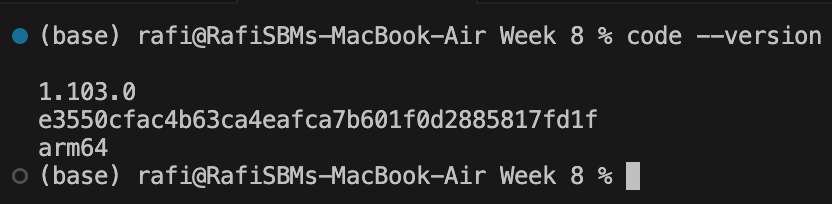 (base) rafi@RafiSBMs-MacBook-Air Week 8 % code --version
1.103.0
e3550cfac4b63ca4eafca7b601f0d2885817fd1f
arm64
(base) rafi@RafiSBMs-MacBook-Air Week 8 %